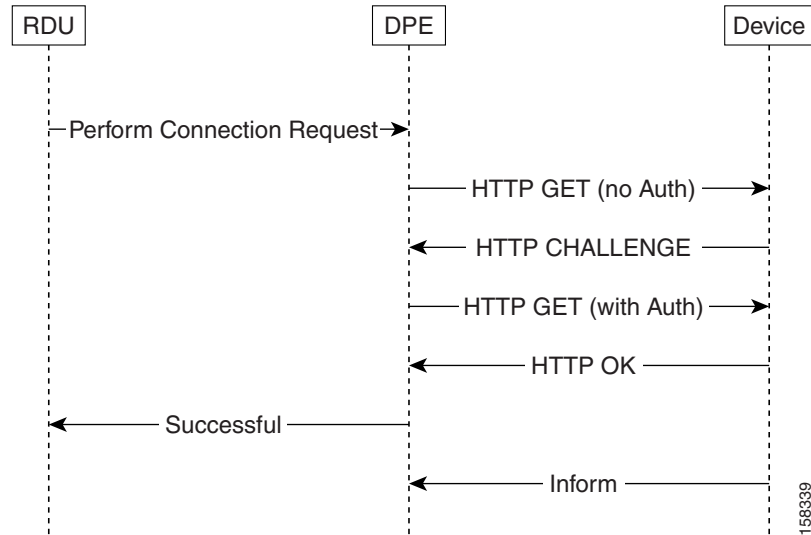 RDU
DPE
Device
Perform Connection Request
HTTP GET (no Auth)
HTTP CHALLENGE
HTTP GET (with Auth)
HTTP OK
Successful
Inform
158339